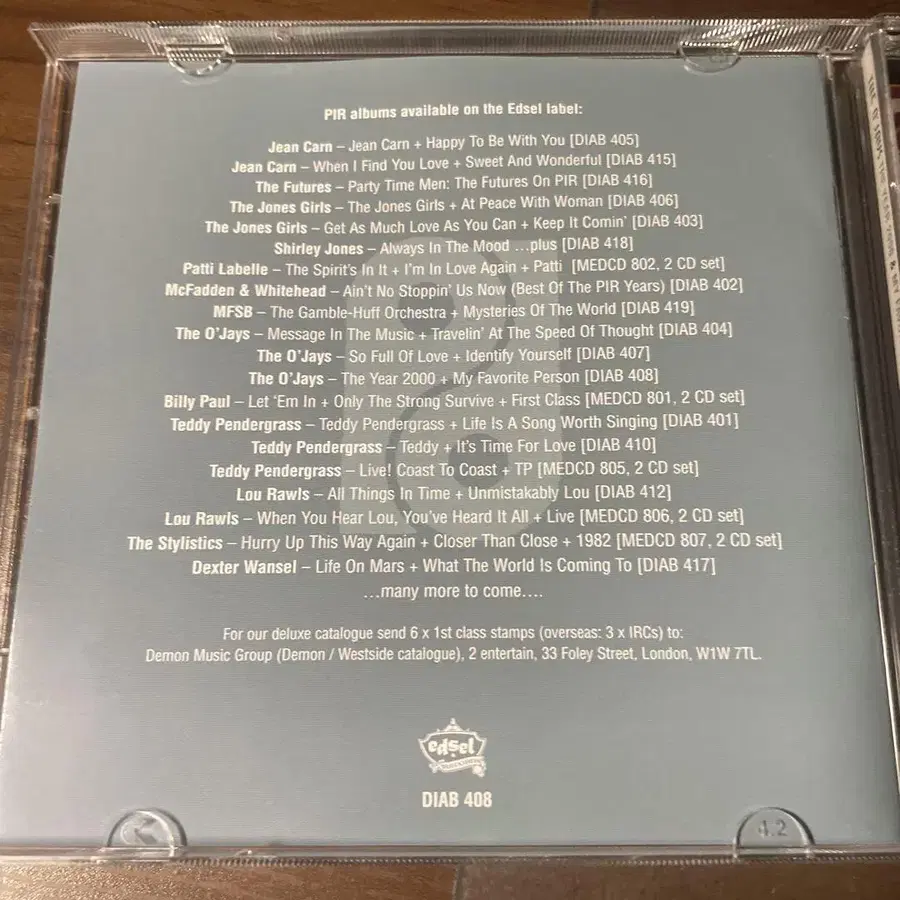 PIR albums available on the Edsel label:
Jean Carn – Jean Carn + Happy To Be With You [DIAB 405]
Jean Carn – When I Find You Love + Sweet And Wonderful [DIAB 415]
The Futures – Party Time Men: The Futures On PIR [DIAB 416]
The Jones Girls – The Jones Girls + At Peace With Woman [DIAB 406]
The Jones Girls – Get As Much Love As You Can + Keep It Comin' [DIAB 403]
Shirley Jones – Always In The Mood ...plus [DIAB 418]
Patti Labelle – The Spirit's In It + I'm In Love Again + Patti [MEDCD 802, 2 CD set]
McFadden & Whitehead – Ain't No Stoppin' Us Now (Best Of The PIR Years) [DIAB 402]
MFSB – The Gamble-Huff Orchestra + Mysteries Of The World [DIAB 419]
The O'Jays – Message In The Music + Travelin' At The Speed Of Thought [DIAB 404]
The O'Jays – So Full Of Love + Identify Yourself [DIAB 407]
The O'Jays – The Year 2000 + My Favorite Person [DIAB 408]
Billy Paul – Let 'Em In + Only The Strong Survive + First Class [MEDCD 801, 2 CD set]
Teddy Pendergrass – Teddy Pendergrass + Life Is A Song Worth Singing [DIAB 401]
Teddy Pendergrass – Teddy + It's Time For Love [DIAB 410]
Teddy Pendergrass – Live! Coast To Coast + TP [MEDCD 805, 2 CD set]
Lou Rawls – All Things In Time + Unmistakably Lou [DIAB 412]
Lou Rawls – When You Hear Lou, You've Heard It All + Live [MEDCD 806, 2 CD set]
The Stylistics – Hurry Up This Way Again + Closer Than Close + 1982 [MEDCD 807, 2 CD set]
Dexter Wansel – Life On Mars + What The World Is Coming To [DIAB 417]
...many more to come....
For our deluxe catalogue send 6 x 1st class stamps (overseas: 3 x IRCs) to:
Demon Music Group (Demon / Westside catalogue), 2 entertain, 33 Foley Street, London, W1W 7TL.
edsel
DIAB 408
4.2
THE O'JAYS THE YEAR 2000 & MY